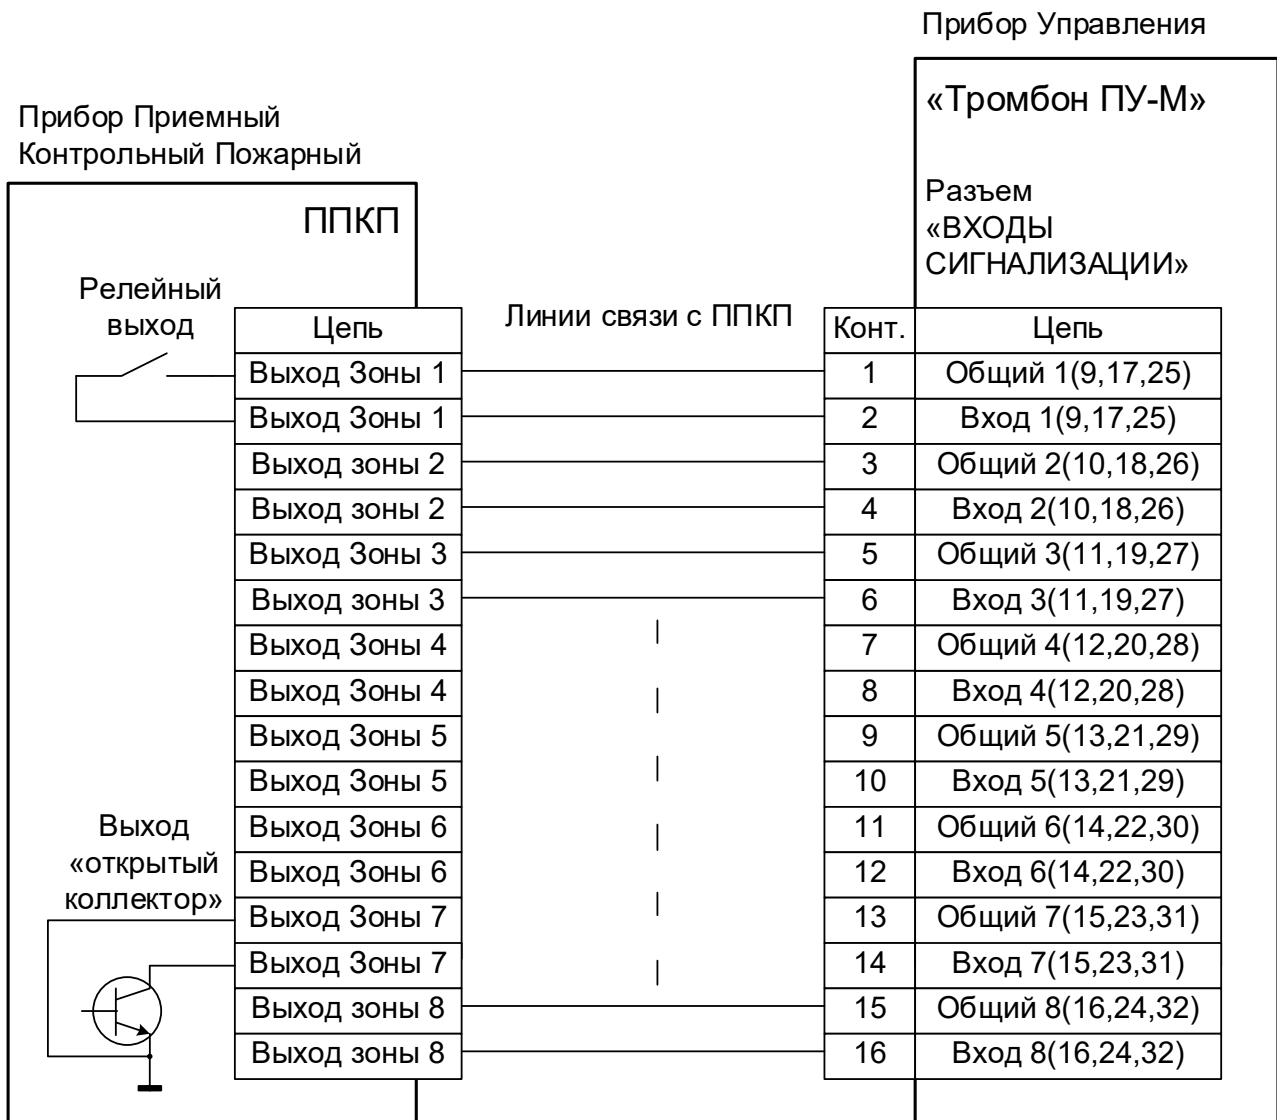 Прибор Управления
«Тромбон ПУ-М»
Прибор Приемный
Контрольный Пожарный
Разъем
«ВХОДЫ
СИГНАЛИЗАЦИИ»
ППКП
Релейный
выход
Линии связи с ППКП
Цепь
Конт.
Цепь
Выход Зоны 1
1
Общий 1(9,17,25)
Выход Зоны 1
2
Вход 1(9,17,25)
Выход зоны 2
3
Общий 2(10,18,26)
Выход зоны 2
4
Вход 2(10,18,26)
Выход Зоны 3
5
Общий 3(11,19,27)
Выход зоны 3
6
Вход 3(11,19,27)
Выход Зоны 4
7
Общий 4(12,20,28)
Выход Зоны 4
8
Вход 4(12,20,28)
Выход Зоны 5
9
Общий 5(13,21,29)
Выход Зоны 5
10
Вход 5(13,21,29)
Выход Зоны 6
11
Общий 6(14,22,30)
Выход Зоны 6
12
Вход 6(14,22,30)
Выход
«открытый
коллектор»
Выход Зоны 7
13
Общий 7(15,23,31)
Выход Зоны 7
14
Вход 7(15,23,31)
Выход зоны 8
15
Общий 8(16,24,32)
Выход зоны 8
16
Вход 8(16,24,32)